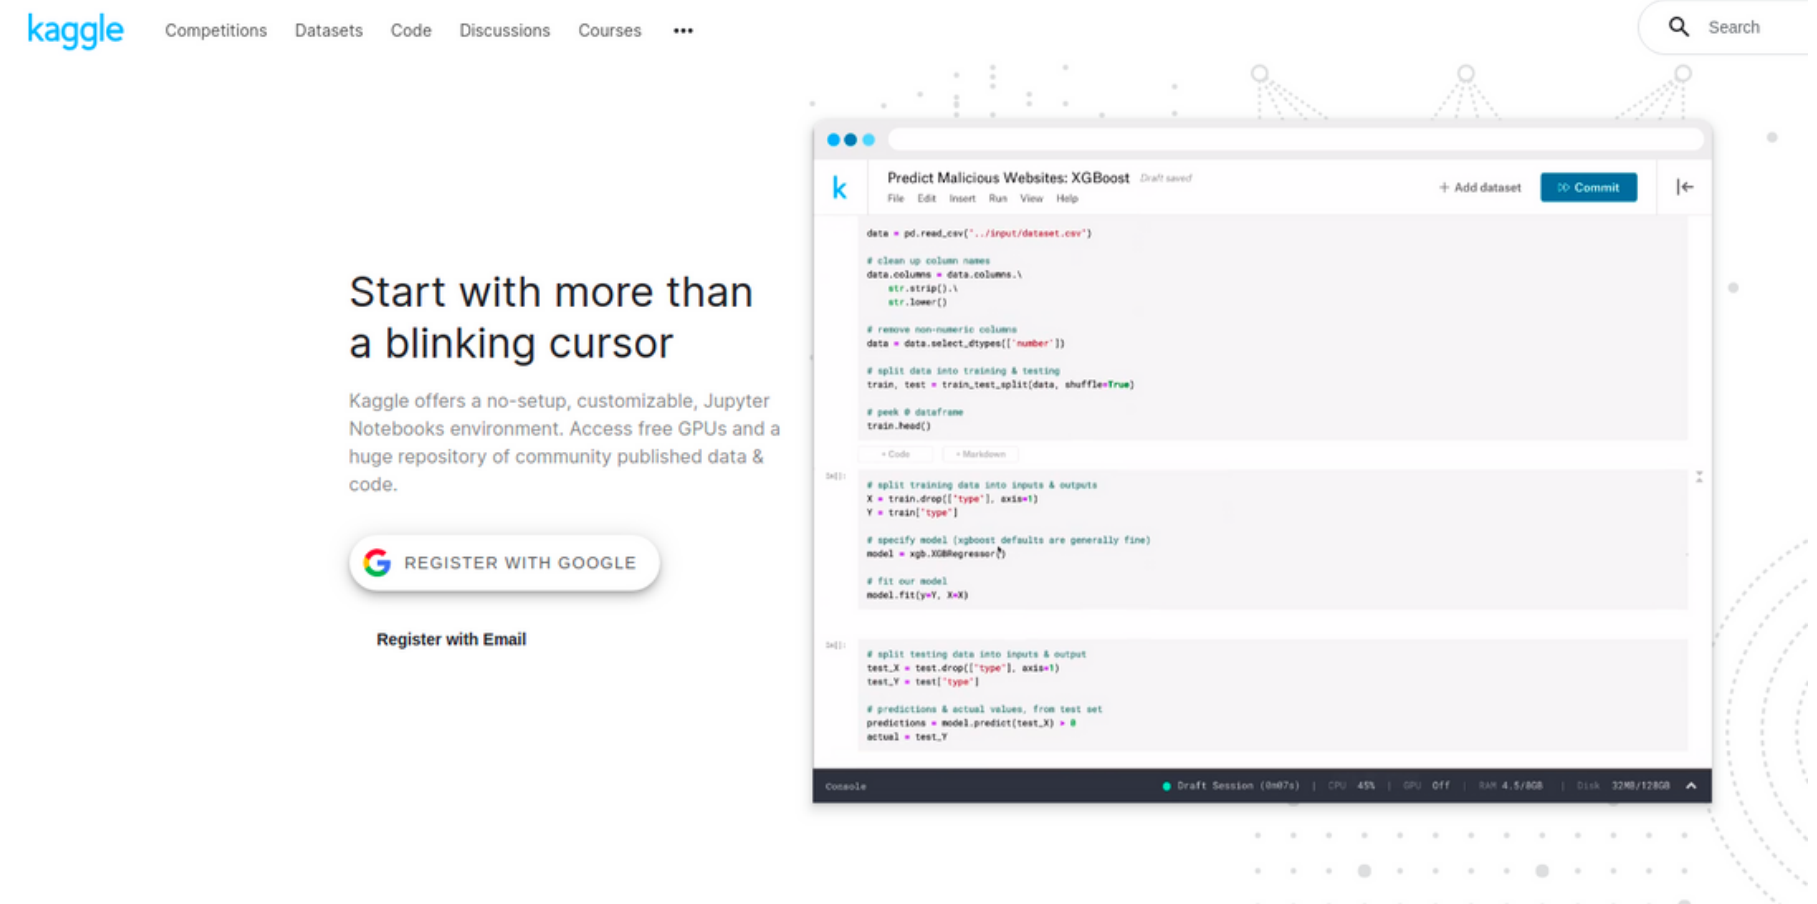 kaggle
Competitions
Datasets
Code
Discussions
Courses
•••
Search
Start with more than
a blinking cursor
Kaggle offers a no-setup, customizable, Jupyter
Notebooks environment. Access free GPUs and a
huge repository of community published data &
code.
REGISTER WITH GOOGLE
Register with Email
k
Predict Malicious Websites: XGBoost
Draft saved
File Edit Insert Run View Help
+ Add dataset
Commit
data = pd.read_csv('../input/dataset.csv')
# clean up column names
data.columns = data.columns.\
str.strip().\
str.lower()
# remove non-numeric columns
data = data.select_dtypes(['number'])
# split data into training & testing
train, test = train_test_split(data, shuffle=True)
# peek @ dataframe
train.head()
+ Code
+ Markdown
# split training data into inputs & outputs
X = train.drop(['type'], axis=1)
Y = train['type']
# specify model (xgboost defaults are generally fine)
model = xgb.XGBRegressor()
# fit our model
model.fit(y=Y, X=X)
# split testing data into inputs & output
test_X = test.drop(['type'], axis=1)
test_Y = test['type']
# predictions & actual values, from test set
predictions = model.predict(test_X) > 0
actual = test_Y
Console
Draft Session (0m07s) | CPU 45% | GPU Off | RAM 4.5/8GB | Disk 32MB/128GB